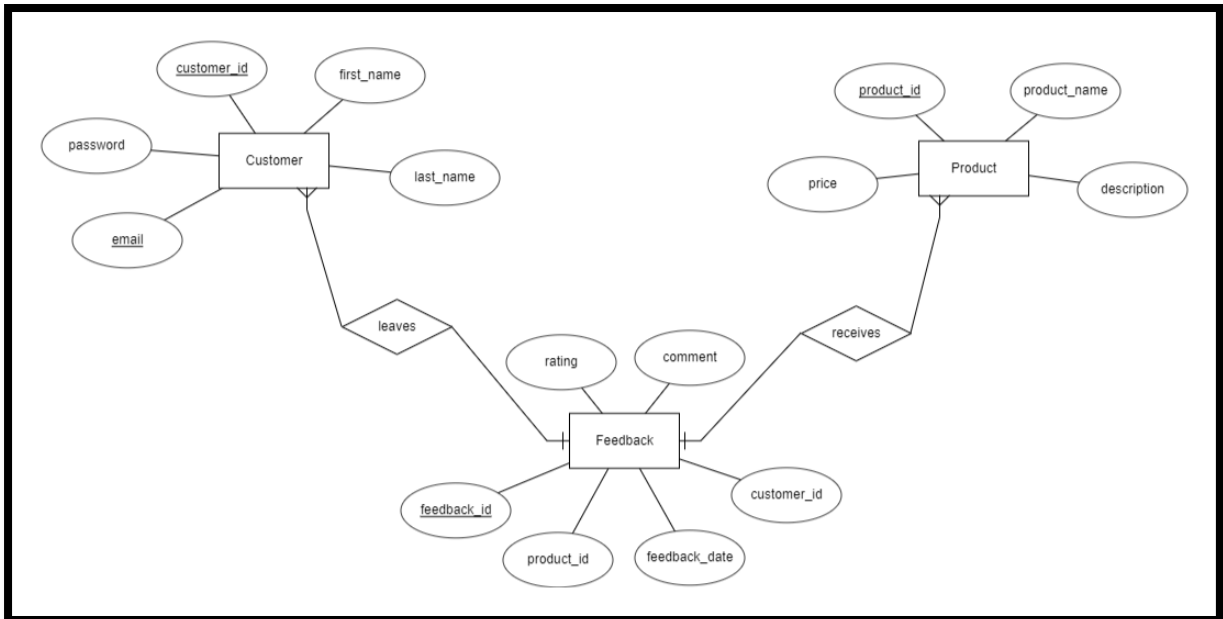 customer_id
first_name
password
Customer
last_name
email
product_id
product_name
Product
price
description
leaves
receives
rating
comment
Feedback
feedback_id
customer_id
product_id
feedback_date